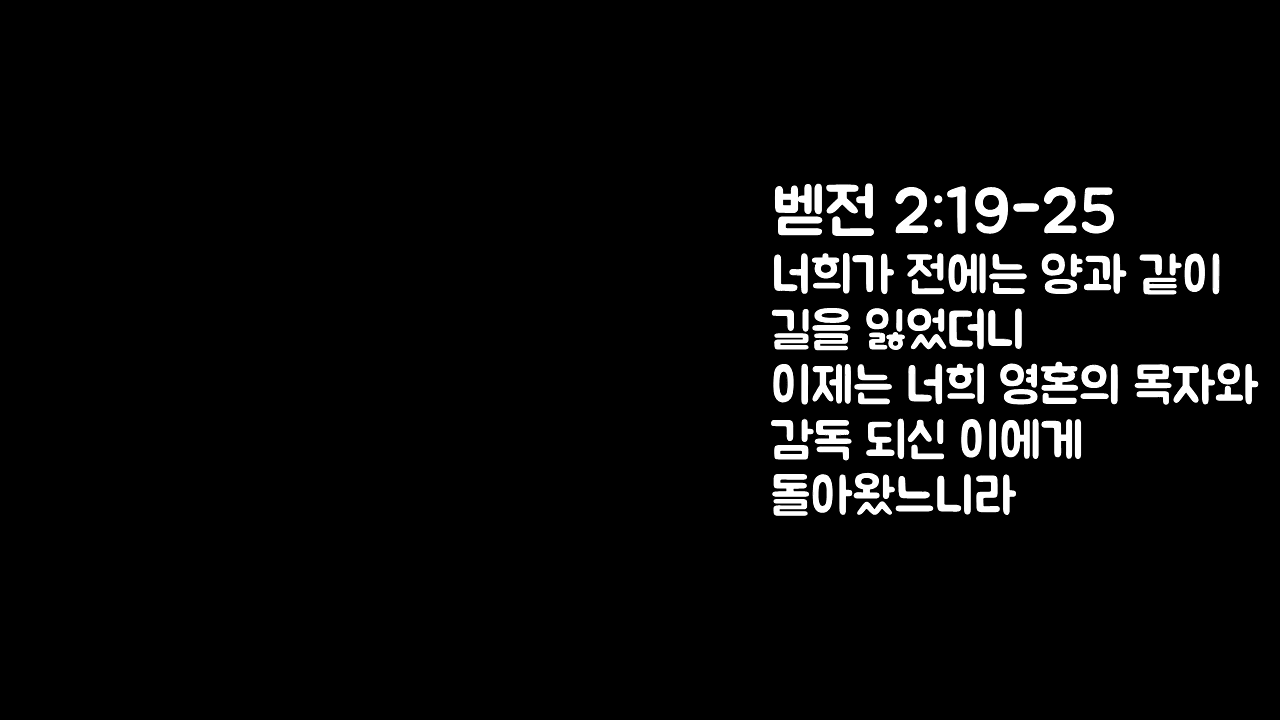 벧전 2:19-25
너희가 전에는 양과 같이
길을 잃었더니
이제는 너희 영혼의 목자와
감독 되신 이에게
돌아왔느니라